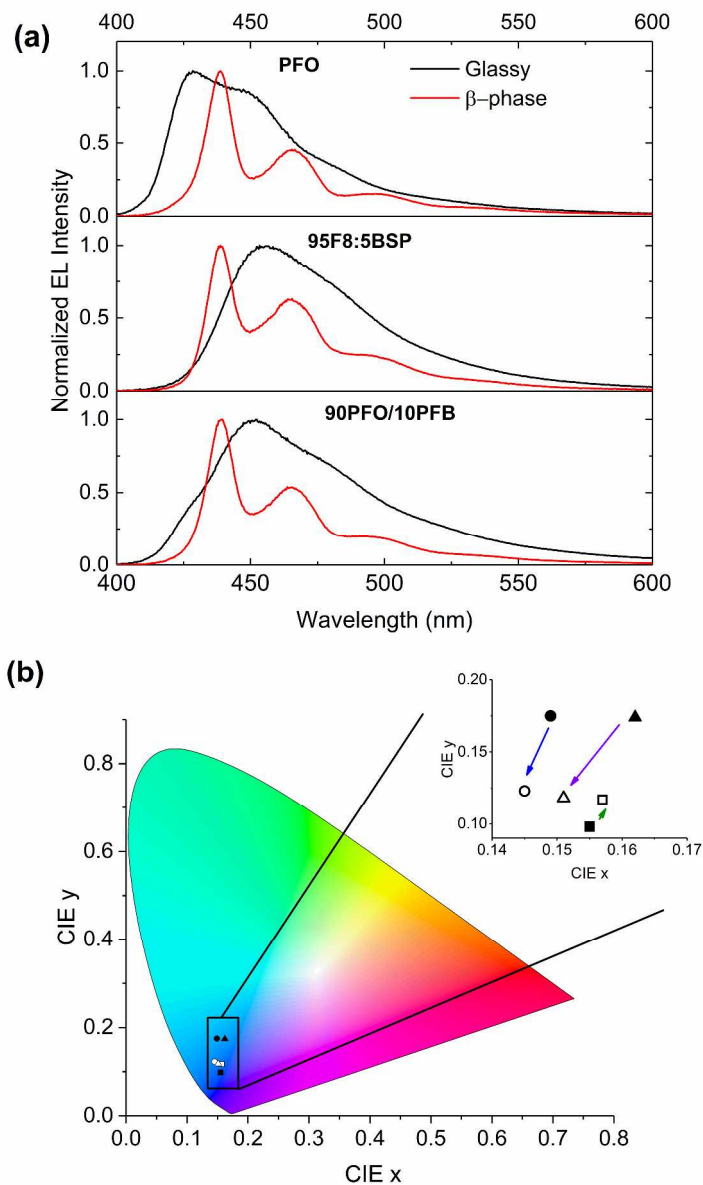 (a)
400 450 500 550 600
PFO
Glassy
β–phase
1.0
0.5
0.0
95F8:5BSP
1.0
0.5
0.0
90PFO/10PFB
1.0
0.5
0.0
Normalized EL Intensity
400 450 500 550 600
Wavelength (nm)
(b)
0.20
0.15
0.10
CIE y
0.14 0.15 0.16 0.17
CIE x
0.8
0.6
0.4
0.2
0.0
CIE y
0.0 0.1 0.2 0.3 0.4 0.5 0.6 0.7 0.8
CIE x